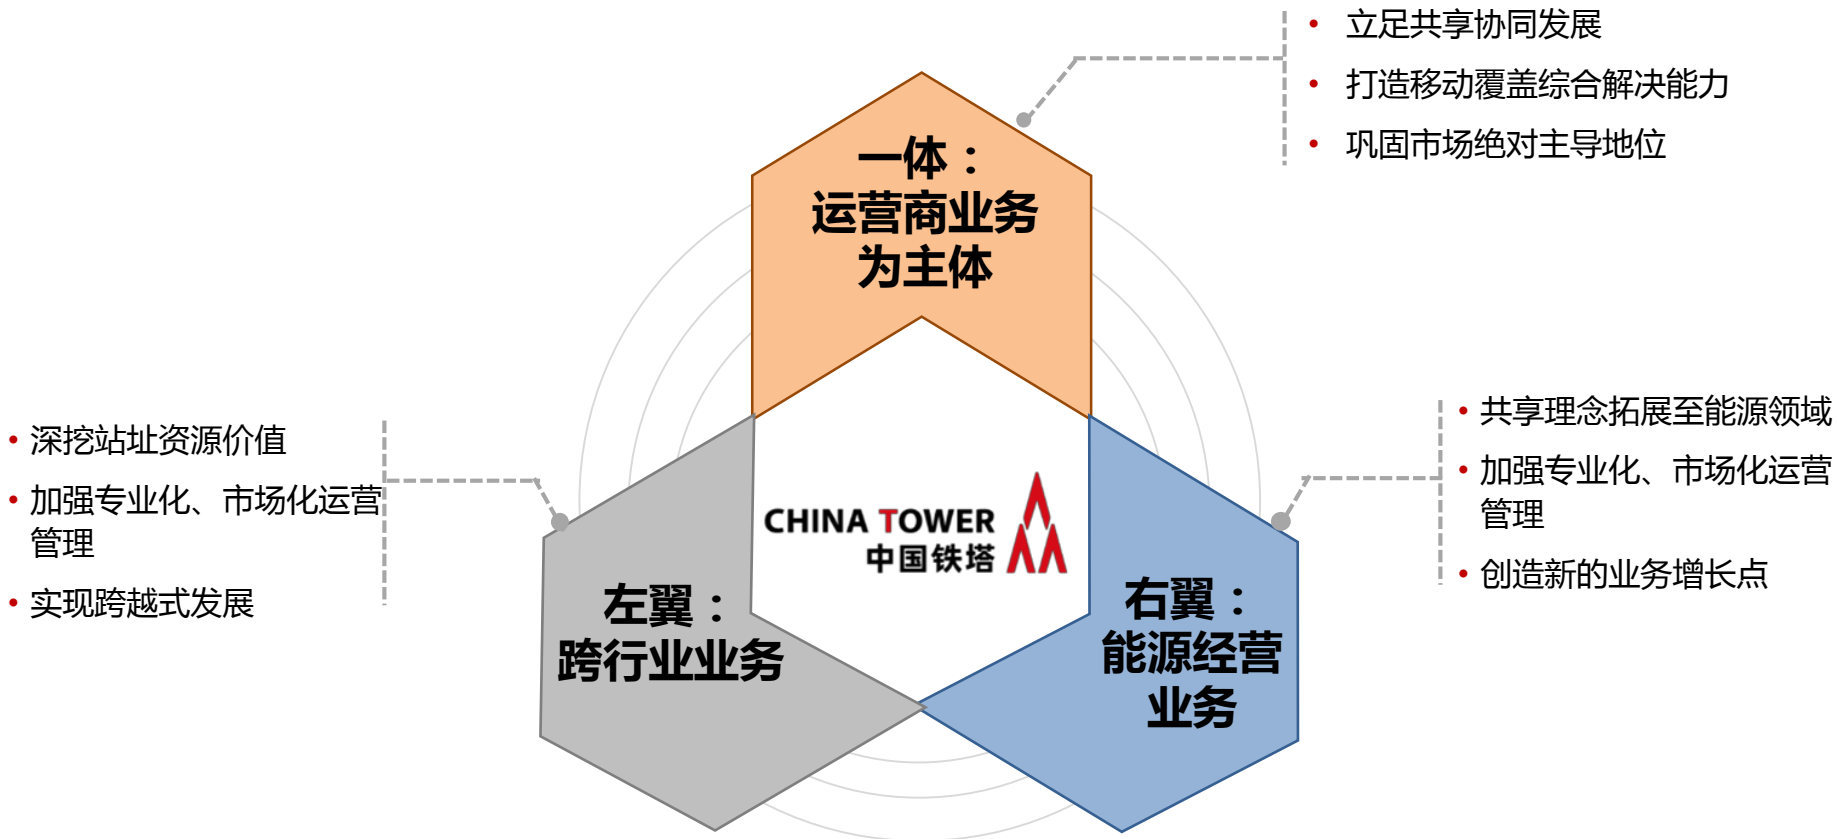 • 立足共享协同发展
• 打造移动覆盖综合解决能力
• 巩固市场绝对主导地位
一体：
运营商业务
为主体
• 深挖站址资源价值
• 加强专业化、市场化运营
管理
• 实现跨越式发展
左翼：
跨行业业务
CHINA TOWER
中国铁塔
• 共享理念拓展至能源领域
• 加强专业化、市场化运营
管理
• 创造新的业务增长点
右翼：
能源经营
业务